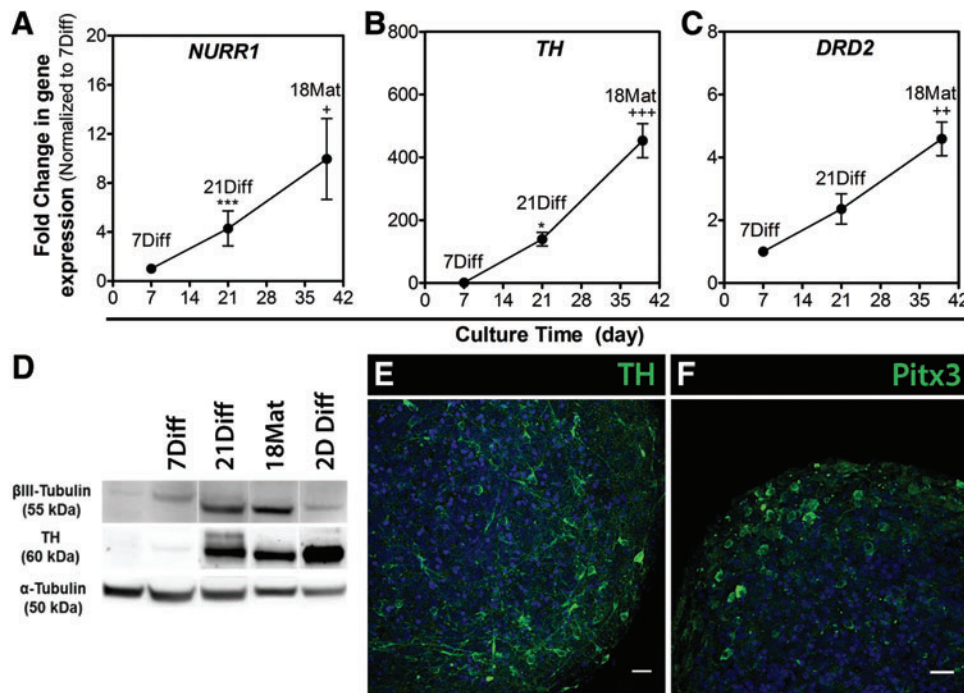 A
B
C
Fold Change in gene
expression (Normalized to 7Diff)
NURR1
20
16
12
8
4
0
0 7 14 21 28 35 42
7Diff
21Diff
***
18Mat
+
TH
800
600
400
200
0
0 7 14 21 28 35 42
7Diff
21Diff
*
18Mat
+++
DRD2
8
6
4
2
0
0 7 14 21 28 35 42
7Diff
21Diff
18Mat
++
Culture Time (day)
D
7Diff
21Diff
18Mat
2D Diff
βIII-Tubulin
(55 kDa)
TH
(60 kDa)
α-Tubulin
(50 kDa)
E
TH
F
Pitx3